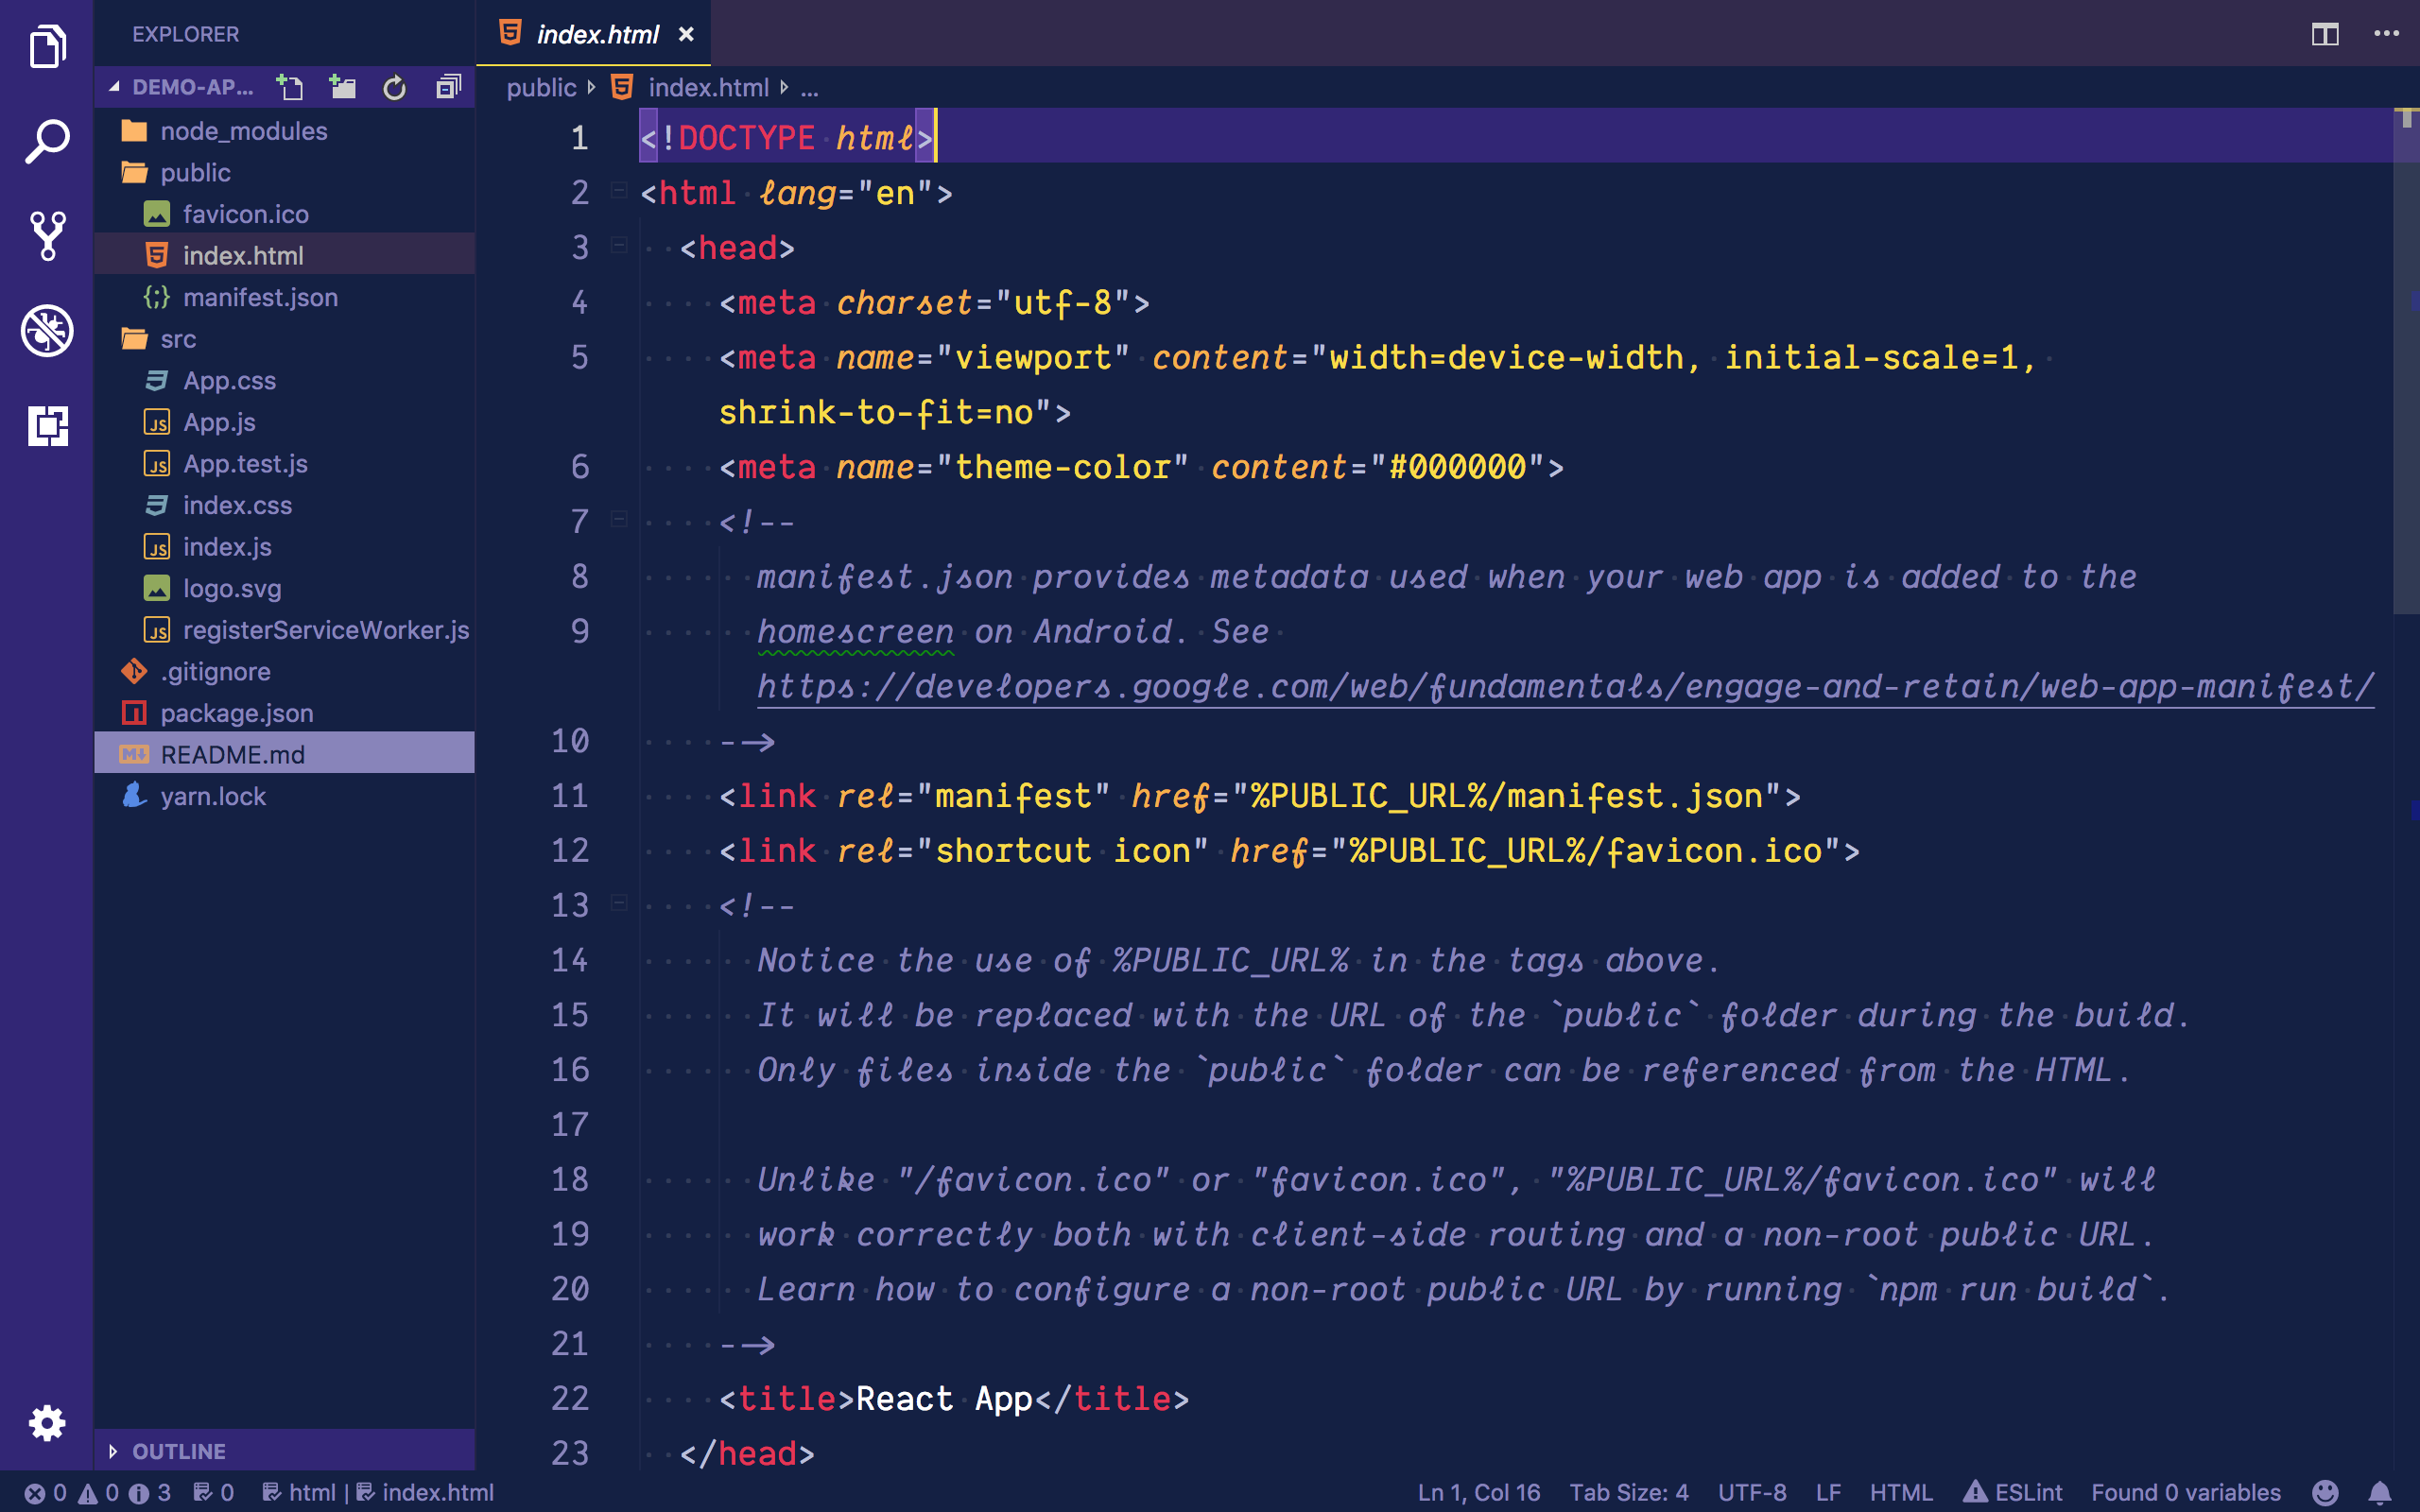 EXPLORER
DEMO-AP...
node_modules
public
favicon.ico
index.html
manifest.json
src
App.css
App.js
App.test.js
index.css
index.js
logo.svg
registerServiceWorker.js
.gitignore
package.json
README.md
yarn.lock
OUTLINE
index.html
public index.html ...
1 <!DOCTYPE html>
2 <html lang="en">
3 <head>
4 <meta charset="utf-8">
5 <meta name="viewport" content="width=device-width, initial-scale=1,
shrink-to-fit=no">
6 <meta name="theme-color" content="#000000">
7 <!--
8 manifest.json provides metadata used when your web app is added to the
9 homescreen on Android. See
https://developers.google.com/web/fundamentals/engage-and-retain/web-app-manifest/
10 -->
11 <link rel="manifest" href="%PUBLIC_URL%/manifest.json">
12 <link rel="shortcut icon" href="%PUBLIC_URL%/favicon.ico">
13 <!--
14 Notice the use of %PUBLIC_URL% in the tags above.
15 It will be replaced with the URL of the `public` folder during the build.
16 Only files inside the `public` folder can be referenced from the HTML.
17
18 Unlike "/favicon.ico" or "favicon.ico", "%PUBLIC_URL%/favicon.ico" will
19 work correctly both with client-side routing and a non-root public URL.
20 Learn how to configure a non-root public URL by running `npm run build`.
21 -->
22 <title>React App</title>
23 </head>
0 0 3 0 html | index.html Ln 1, Col 16 Tab Size: 4 UTF-8 LF HTML ESLint Found 0 variables